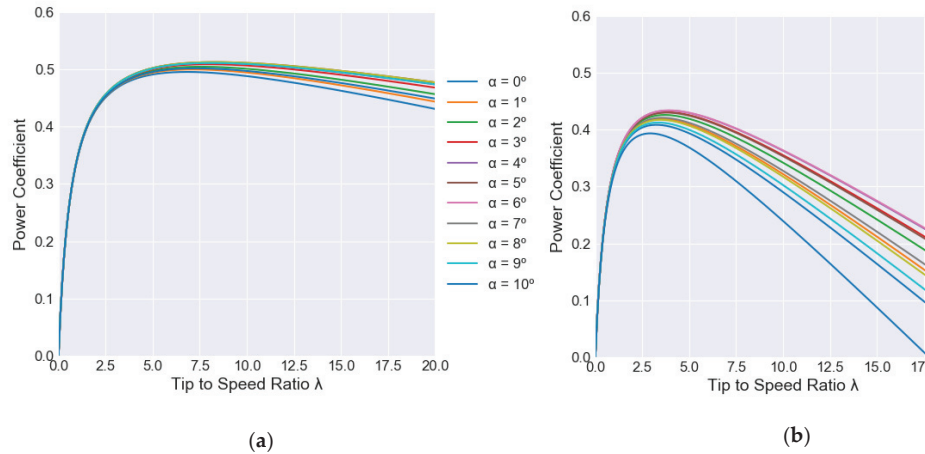 0.6
0.5
0.4
0.3
0.2
0.1
0.0
Power Coefficient
0.0 2.5 5.0 7.5 10.0 12.5 15.0 17.5 20.0
Tip to Speed Ratio λ
(a)
α = 0º
α = 1º
α = 2º
α = 3º
α = 4º
α = 5º
α = 6º
α = 7º
α = 8º
α = 9º
α = 10º
0.6
0.5
0.4
0.3
0.2
0.1
0.0
Power Coefficient
0.0 2.5 5.0 7.5 10.0 12.5 15.0 17.5
Tip to Speed Ratio λ
(b)